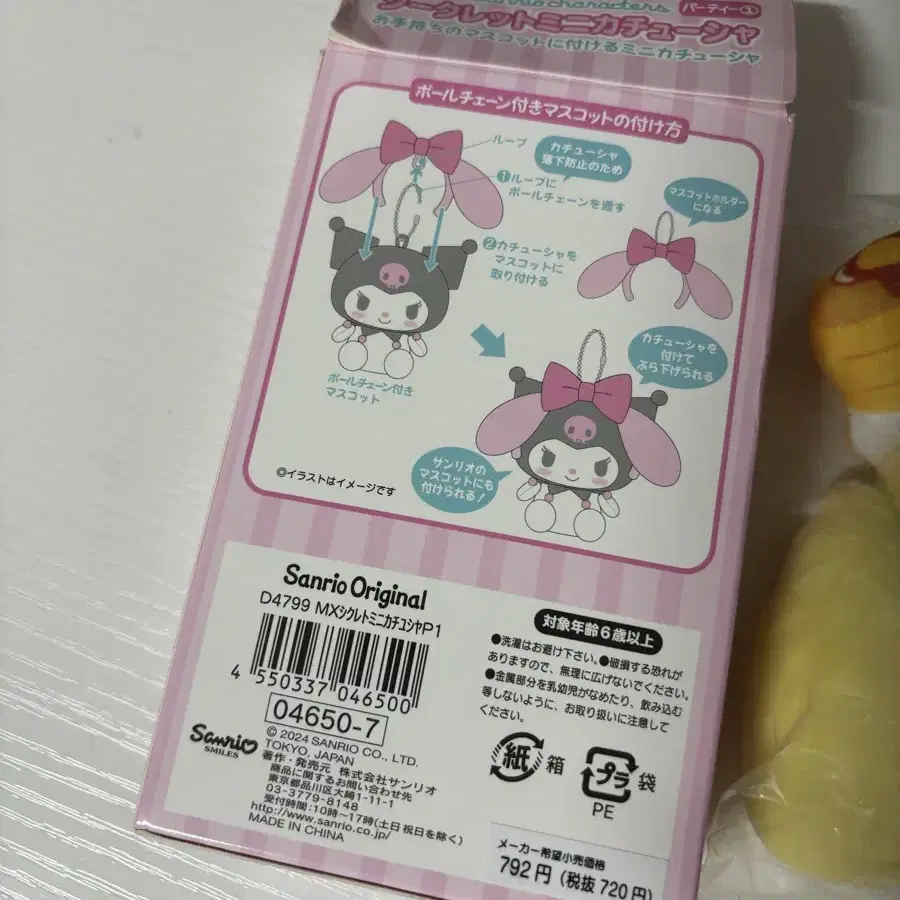 characters
パーティー①
シークレットミニカチューシャ
お手持ちのマスコットに付けるミニカチューシャ
ボールチェーン付きマスコットの付け方
ループ
カチューシャ
落下防止のため
①ループに
ボールチェーンを通す
マスコットホルダー
になる
②カチューシャを
マスコットに
取り付ける
カチューシャを
付けて
ぶら下げられる
ボールチェーン付き
マスコット
サンリオの
マスコットにも
付けられる!
◎イラストはイメージです
Sanrio Original
D4799 MXシクレトミニカチユシヤP1
4 550337 046500
04650-7
Sanrio
SMILES
© 2024 SANRIO CO., LTD.
TOKYO, JAPAN
著作・発売元 株式会社サンリオ
商品に関するお問い合わせ先
東京都品川区大崎1-11-1
03-3779-8148
受付時間:10時〜17時(土日祝日を除く)
http://www.sanrio.co.jp/
MADE IN CHINA
対象年齢6歳以上
●洗濯はお避け下さい。●破損する恐れが
ありますので、無理に広げないでください。
●金属部分を乳幼児がなめたり、飲み込む
等しないように、お取り扱いに注意して
ください。
紙 箱
プラ 袋
PE
メーカー希望小売価格
792円(税抜720円)